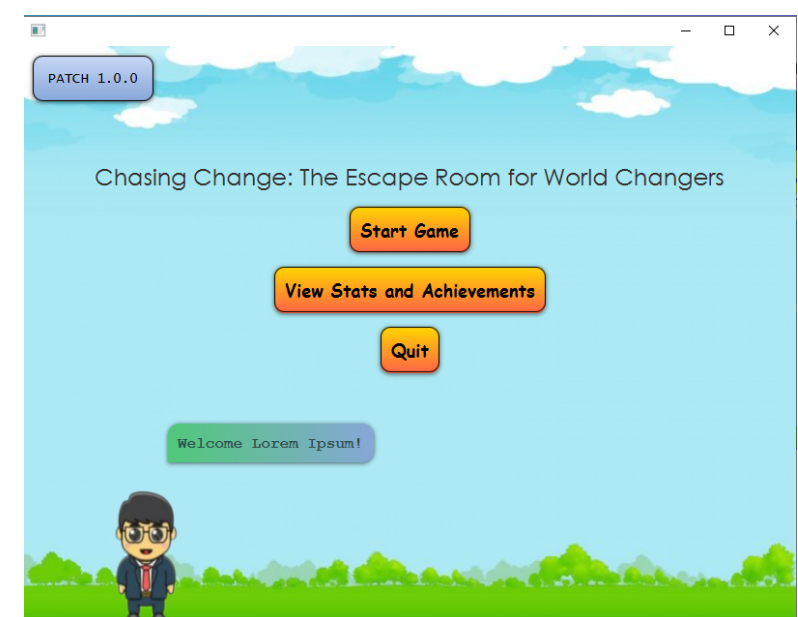 PATCH 1.0.0
Chasing Change: The Escape Room for World Changers
Start Game
View Stats and Achievements
Quit
Welcome Lorem Ipsum!